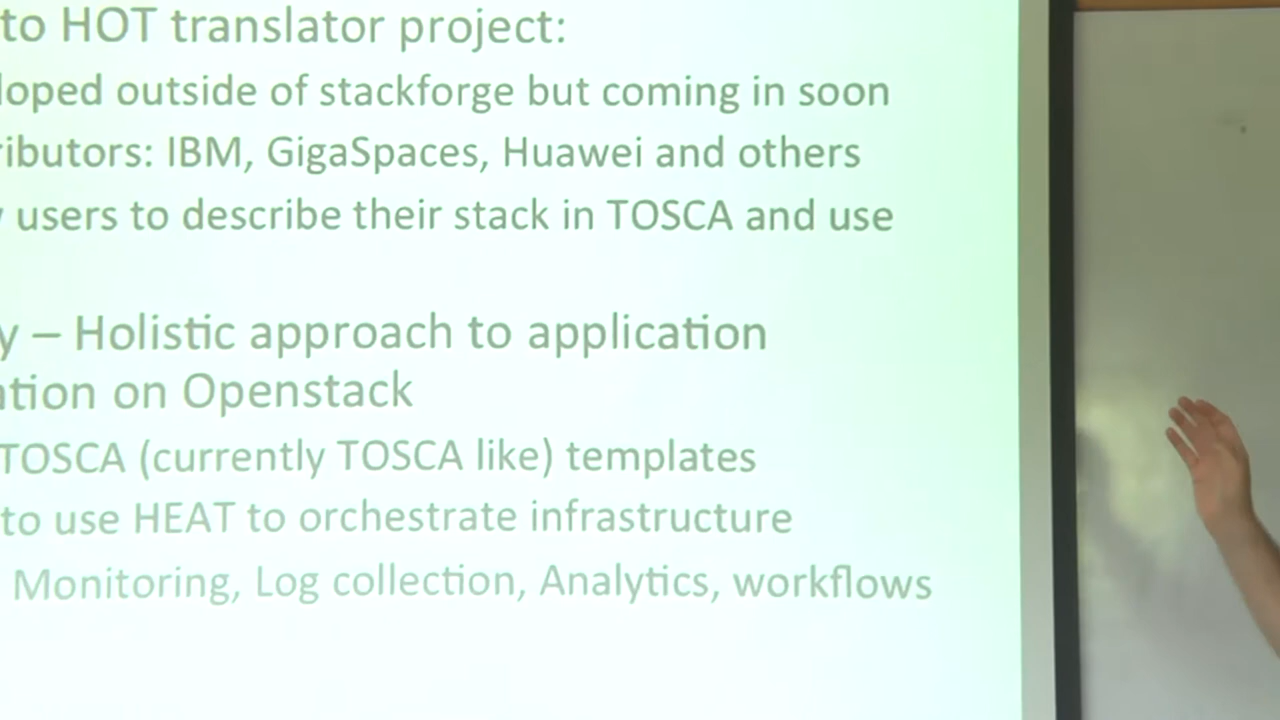 to HOT translator project:
loped outside of stackforge but coming in soon
ributors: IBM, GigaSpaces, Huawei and others
users to describe their stack in TOSCA and use
y – Holistic approach to application
ation on Openstack
TOSCA (currently TOSCA like) templates
to use HEAT to orchestrate infrastructure
Monitoring, Log collection, Analytics, workflows